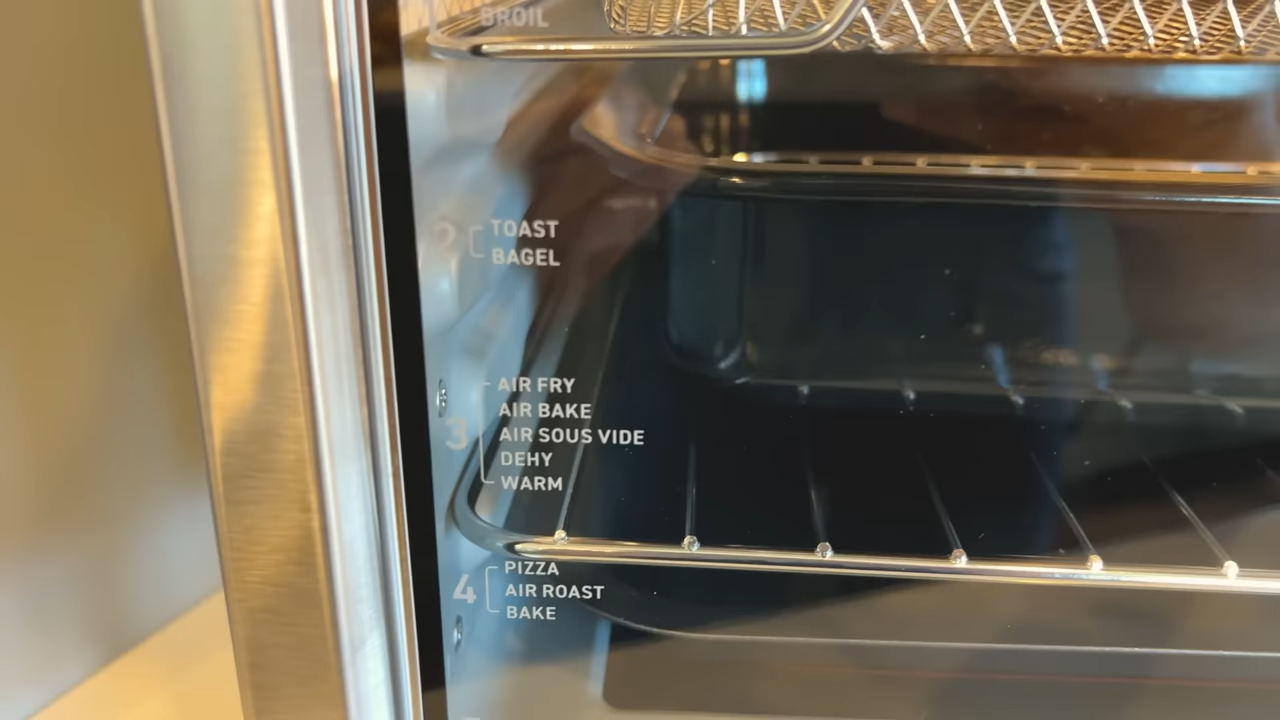 BROIL
2 TOAST
BAGEL
AIR FRY
AIR BAKE
3 AIR SOUS VIDE
DEHY
WARM
PIZZA
4 AIR ROAST
BAKE